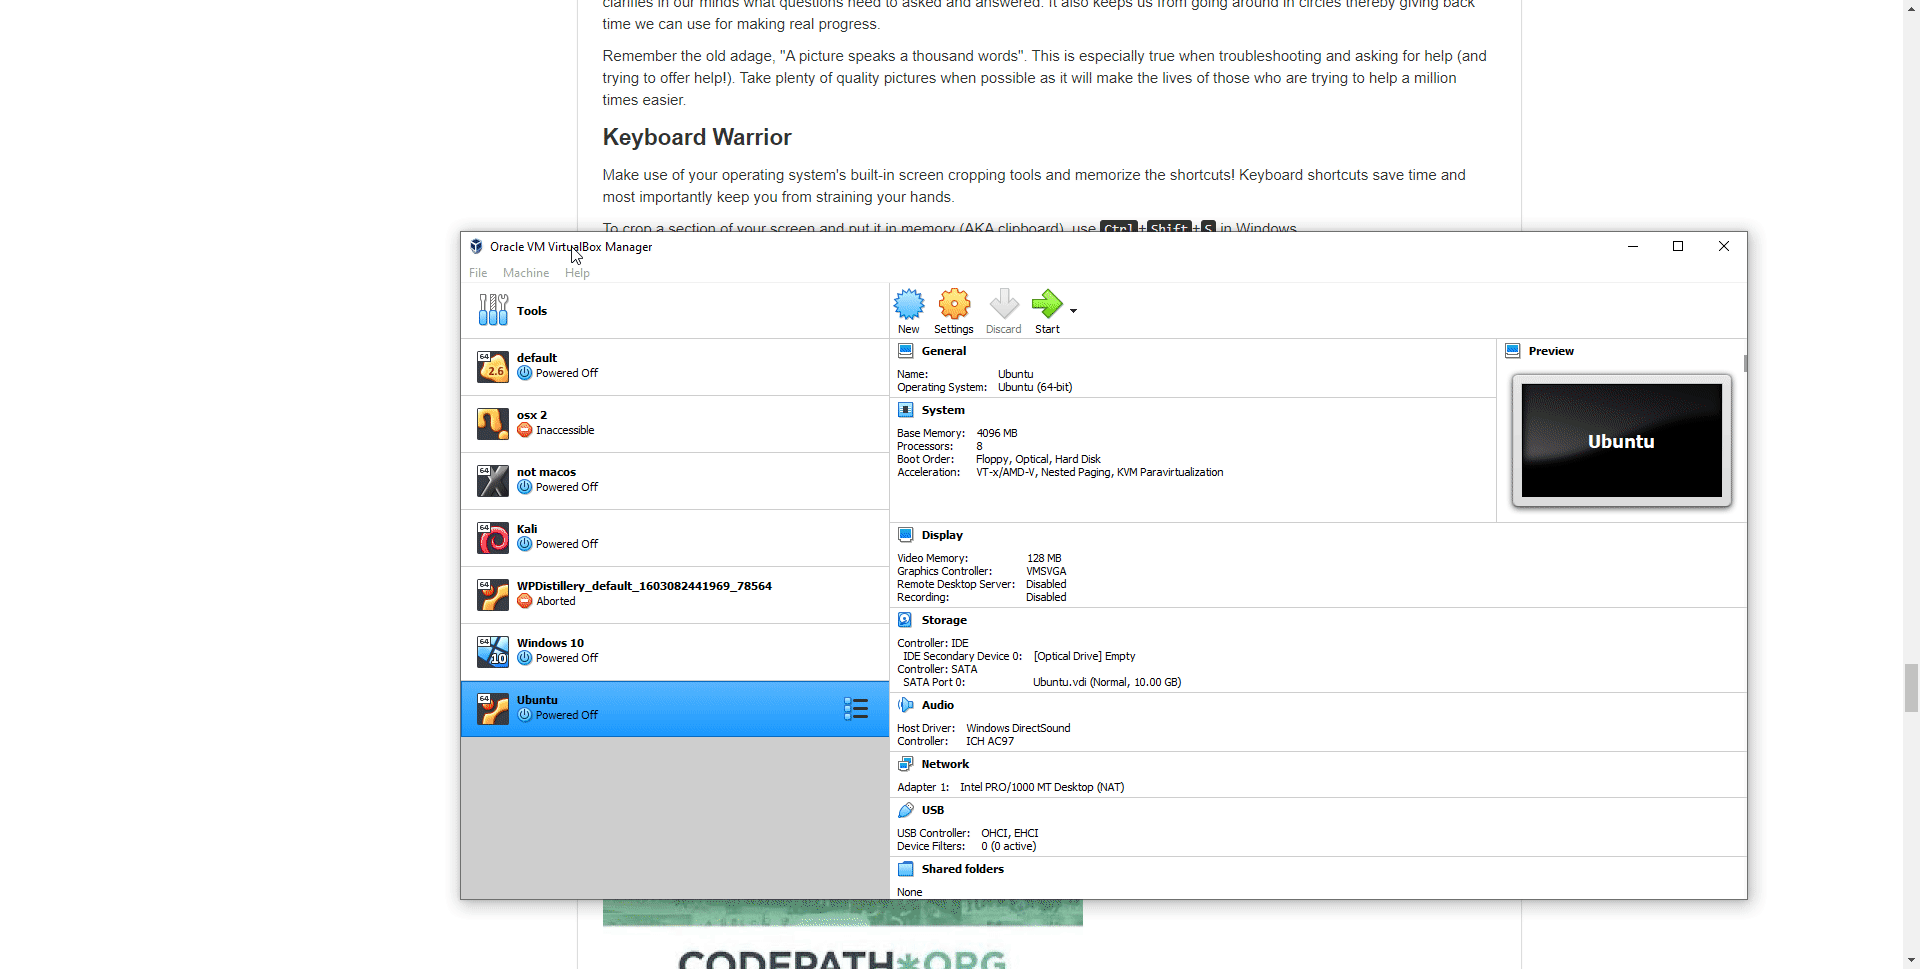 clarifies in our minds what questions need to asked and answered. It also keeps us from going around in circles thereby giving back
time we can use for making real progress.
Remember the old adage, "A picture speaks a thousand words". This is especially true when troubleshooting and asking for help (and
trying to offer help!). Take plenty of quality pictures when possible as it will make the lives of those who are trying to help a million
times easier.
Keyboard Warrior
Make use of your operating system's built-in screen cropping tools and memorize the shortcuts! Keyboard shortcuts save time and
most importantly keep you from straining your hands.
To crop a section of your screen and put it in memory (AKA clipboard), use Ctrl+Shift+S in Windows
Oracle VM VirtualBox Manager
File Machine Help
Tools
New Settings Discard Start
default
64 2.6 Powered Off
osx 2
Inaccessible
not macos
64 Powered Off
Kali
64 Powered Off
WPDistillery_default_1603082441969_78564
64 Aborted
Windows 10
64 10 Powered Off
Ubuntu
64 Powered Off
General
Name: Ubuntu
Operating System: Ubuntu (64-bit)
System
Base Memory: 4096 MB
Processors: 8
Boot Order: Floppy, Optical, Hard Disk
Acceleration: VT-x/AMD-V, Nested Paging, KVM Paravirtualization
Preview
Ubuntu
Display
Video Memory: 128 MB
Graphics Controller: VMSVGA
Remote Desktop Server: Disabled
Recording: Disabled
Storage
Controller: IDE
IDE Secondary Device 0: [Optical Drive] Empty
Controller: SATA
SATA Port 0: Ubuntu.vdi (Normal, 10.00 GB)
Audio
Host Driver: Windows DirectSound
Controller: ICH AC97
Network
Adapter 1: Intel PRO/1000 MT Desktop (NAT)
USB
USB Controller: OHCI, EHCI
Device Filters: 0 (0 active)
Shared folders
None
CODEPATH*ORG